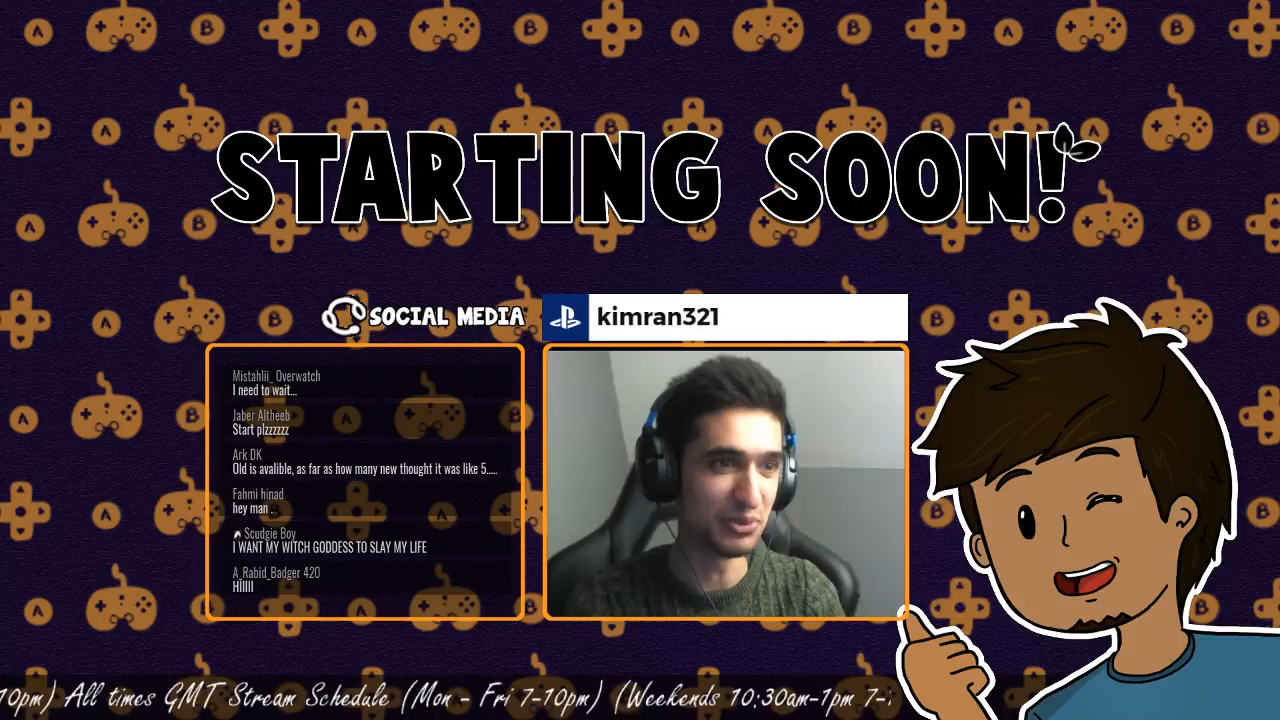 STARTING SOON!
SOCIAL MEDIA
kimran321
Mistahlii_ Overwatch
I need to wait...
Jaber Altheeb
Start plzzzzzz
Ark DK
Old is avalible, as far as how many new thought it was like 5.....
Fahmi hinad
hey man .
Scudgie Boy
I WANT MY WITCH GODDESS TO SLAY MY LIFE
A_Rabid_Badger 420
HIIIIII
10pm) All times GMT Stream Schedule (Mon - Fri 7-10pm) (Weekends 10:30am-1pm 7-